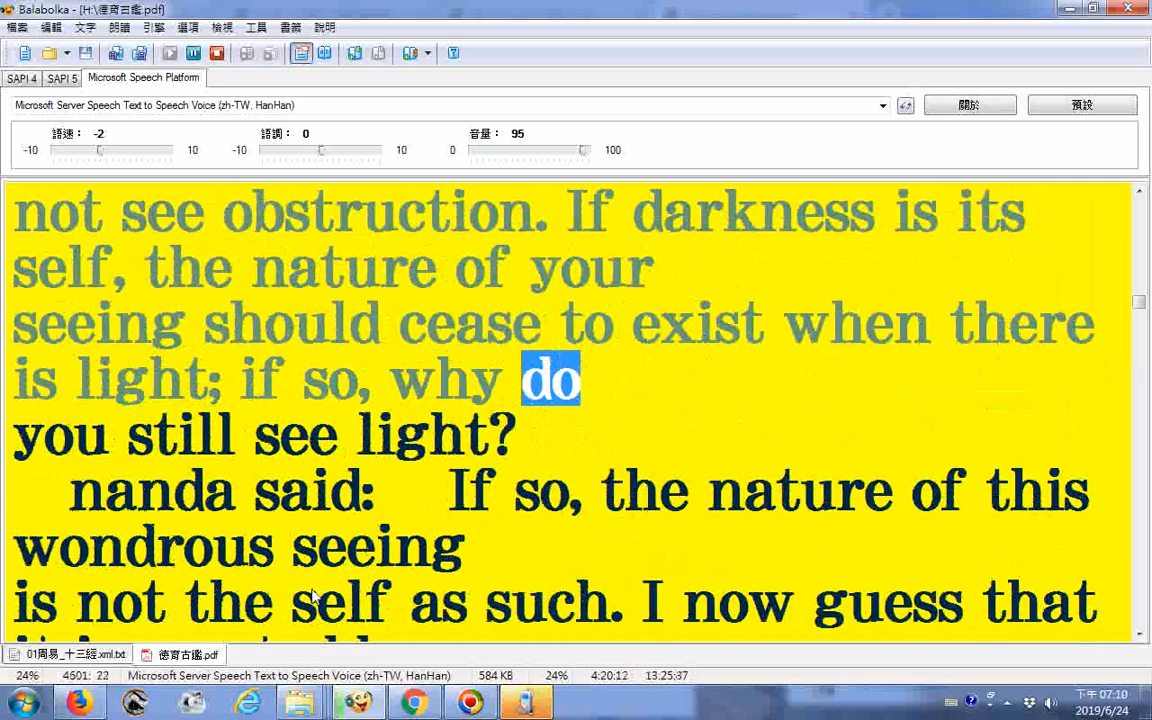 Balabolka - [H:\德育古鑑.pdf]
檔案 編輯 文字 朗讀 引擎 選項 檢視 工具 書籤 說明
SAPI 4 SAPI 5 Microsoft Speech Platform
Microsoft Server Speech Text to Speech Voice (zh-TW, HanHan) 關於 預設
語速： -2 語調： 0 音量： 95
-10 10 -10 10 0 100
not see obstruction. If darkness is its
self, the nature of your
seeing should cease to exist when there
is light; if so, why do
you still see light?
nanda said: If so, the nature of this
wondrous seeing
is not the self as such. I now guess that
01周易_十三經.xml.txt 德育古鑑.pdf
24% 4601: 22 Microsoft Server Speech Text to Speech Voice (zh-TW, HanHan) 584 KB 24% 4:20:12 13.25:37
下午 07:10
2019/6/24